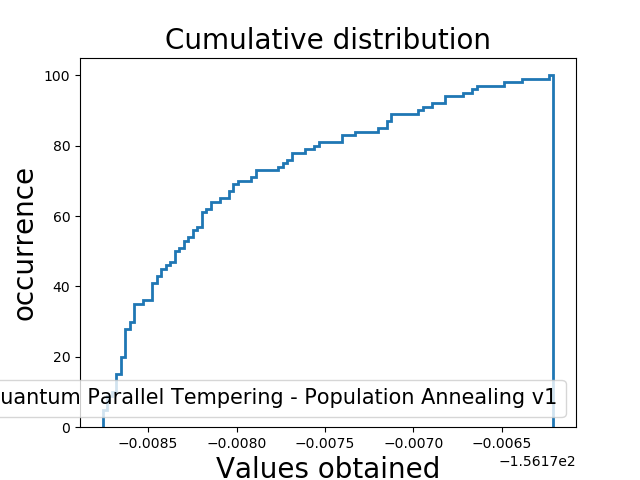 Cumulative distribution
100
80
60
40
20
0
occurrence
uantum Parallel Tempering - Population Annealing v1
−0.0085 −0.0080 −0.0075 −0.0070 −0.0065
−1.5617e2
Values obtained